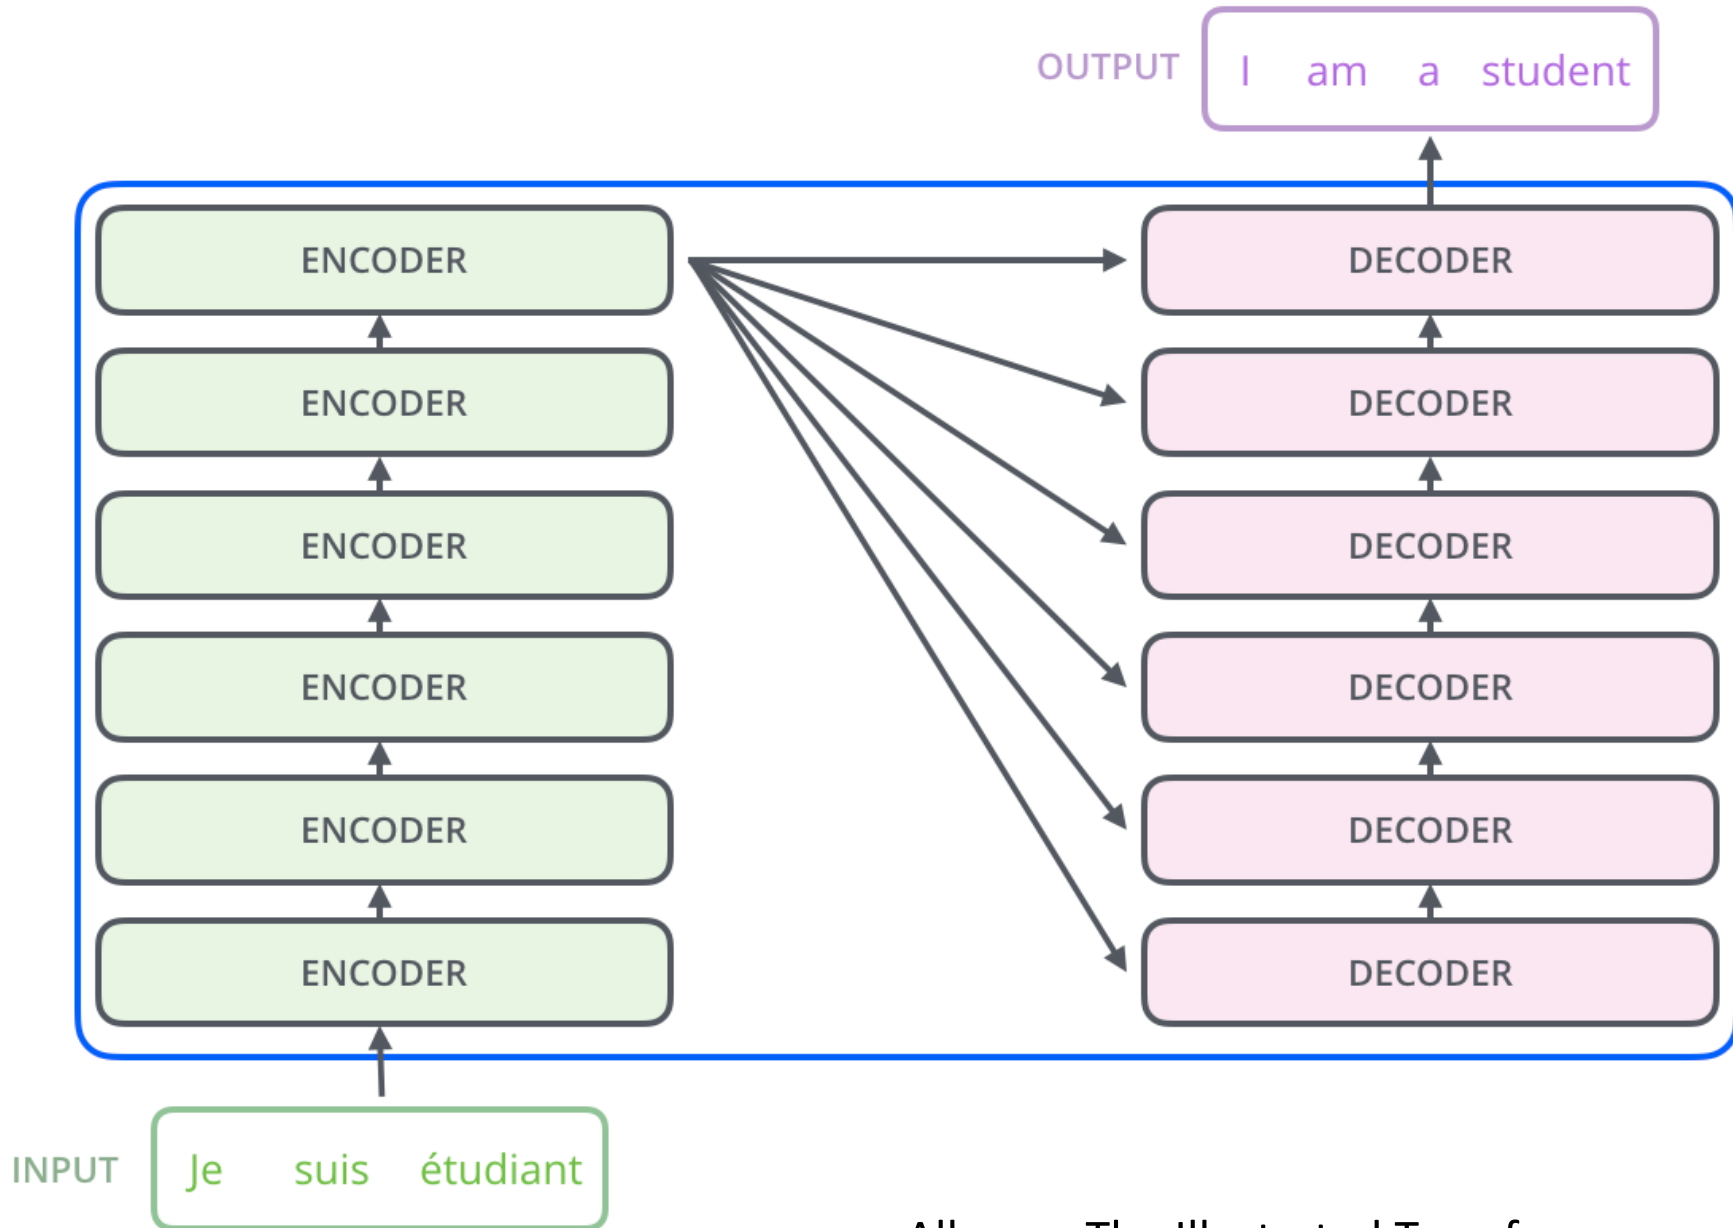 OUTPUT
I am a student
ENCODER DECODER
ENCODER DECODER
ENCODER DECODER
ENCODER DECODER
ENCODER DECODER
ENCODER DECODER
INPUT
Je suis étudiant